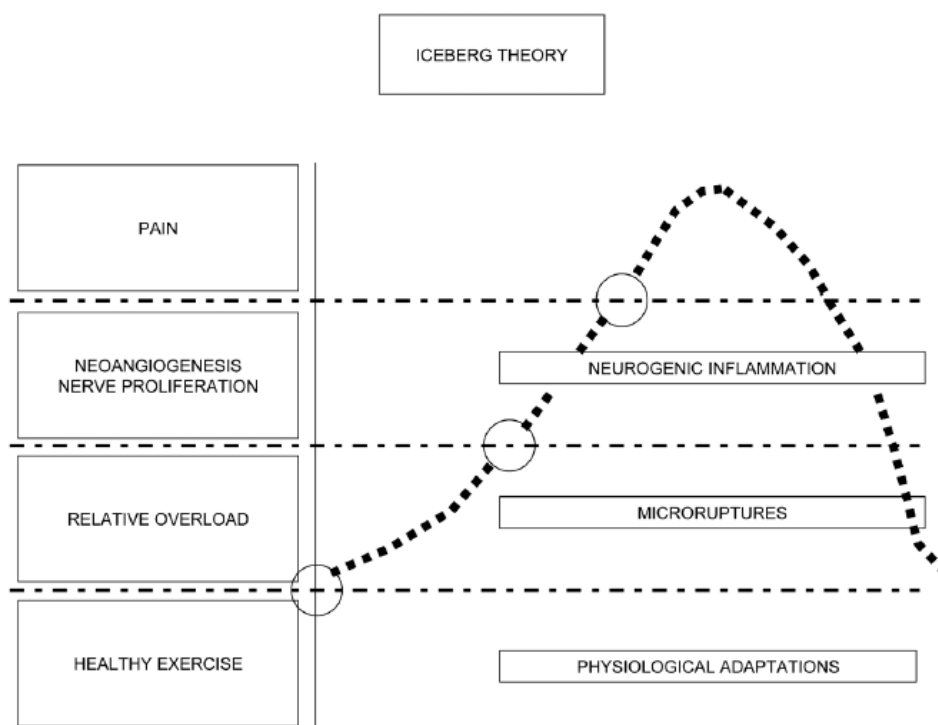 ICEBERG THEORY
PAIN
NEOANGIOGENESIS
NERVE PROLIFERATION
NEUROGENIC INFLAMMATION
RELATIVE OVERLOAD
MICRORUPTURES
HEALTHY EXERCISE
PHYSIOLOGICAL ADAPTATIONS